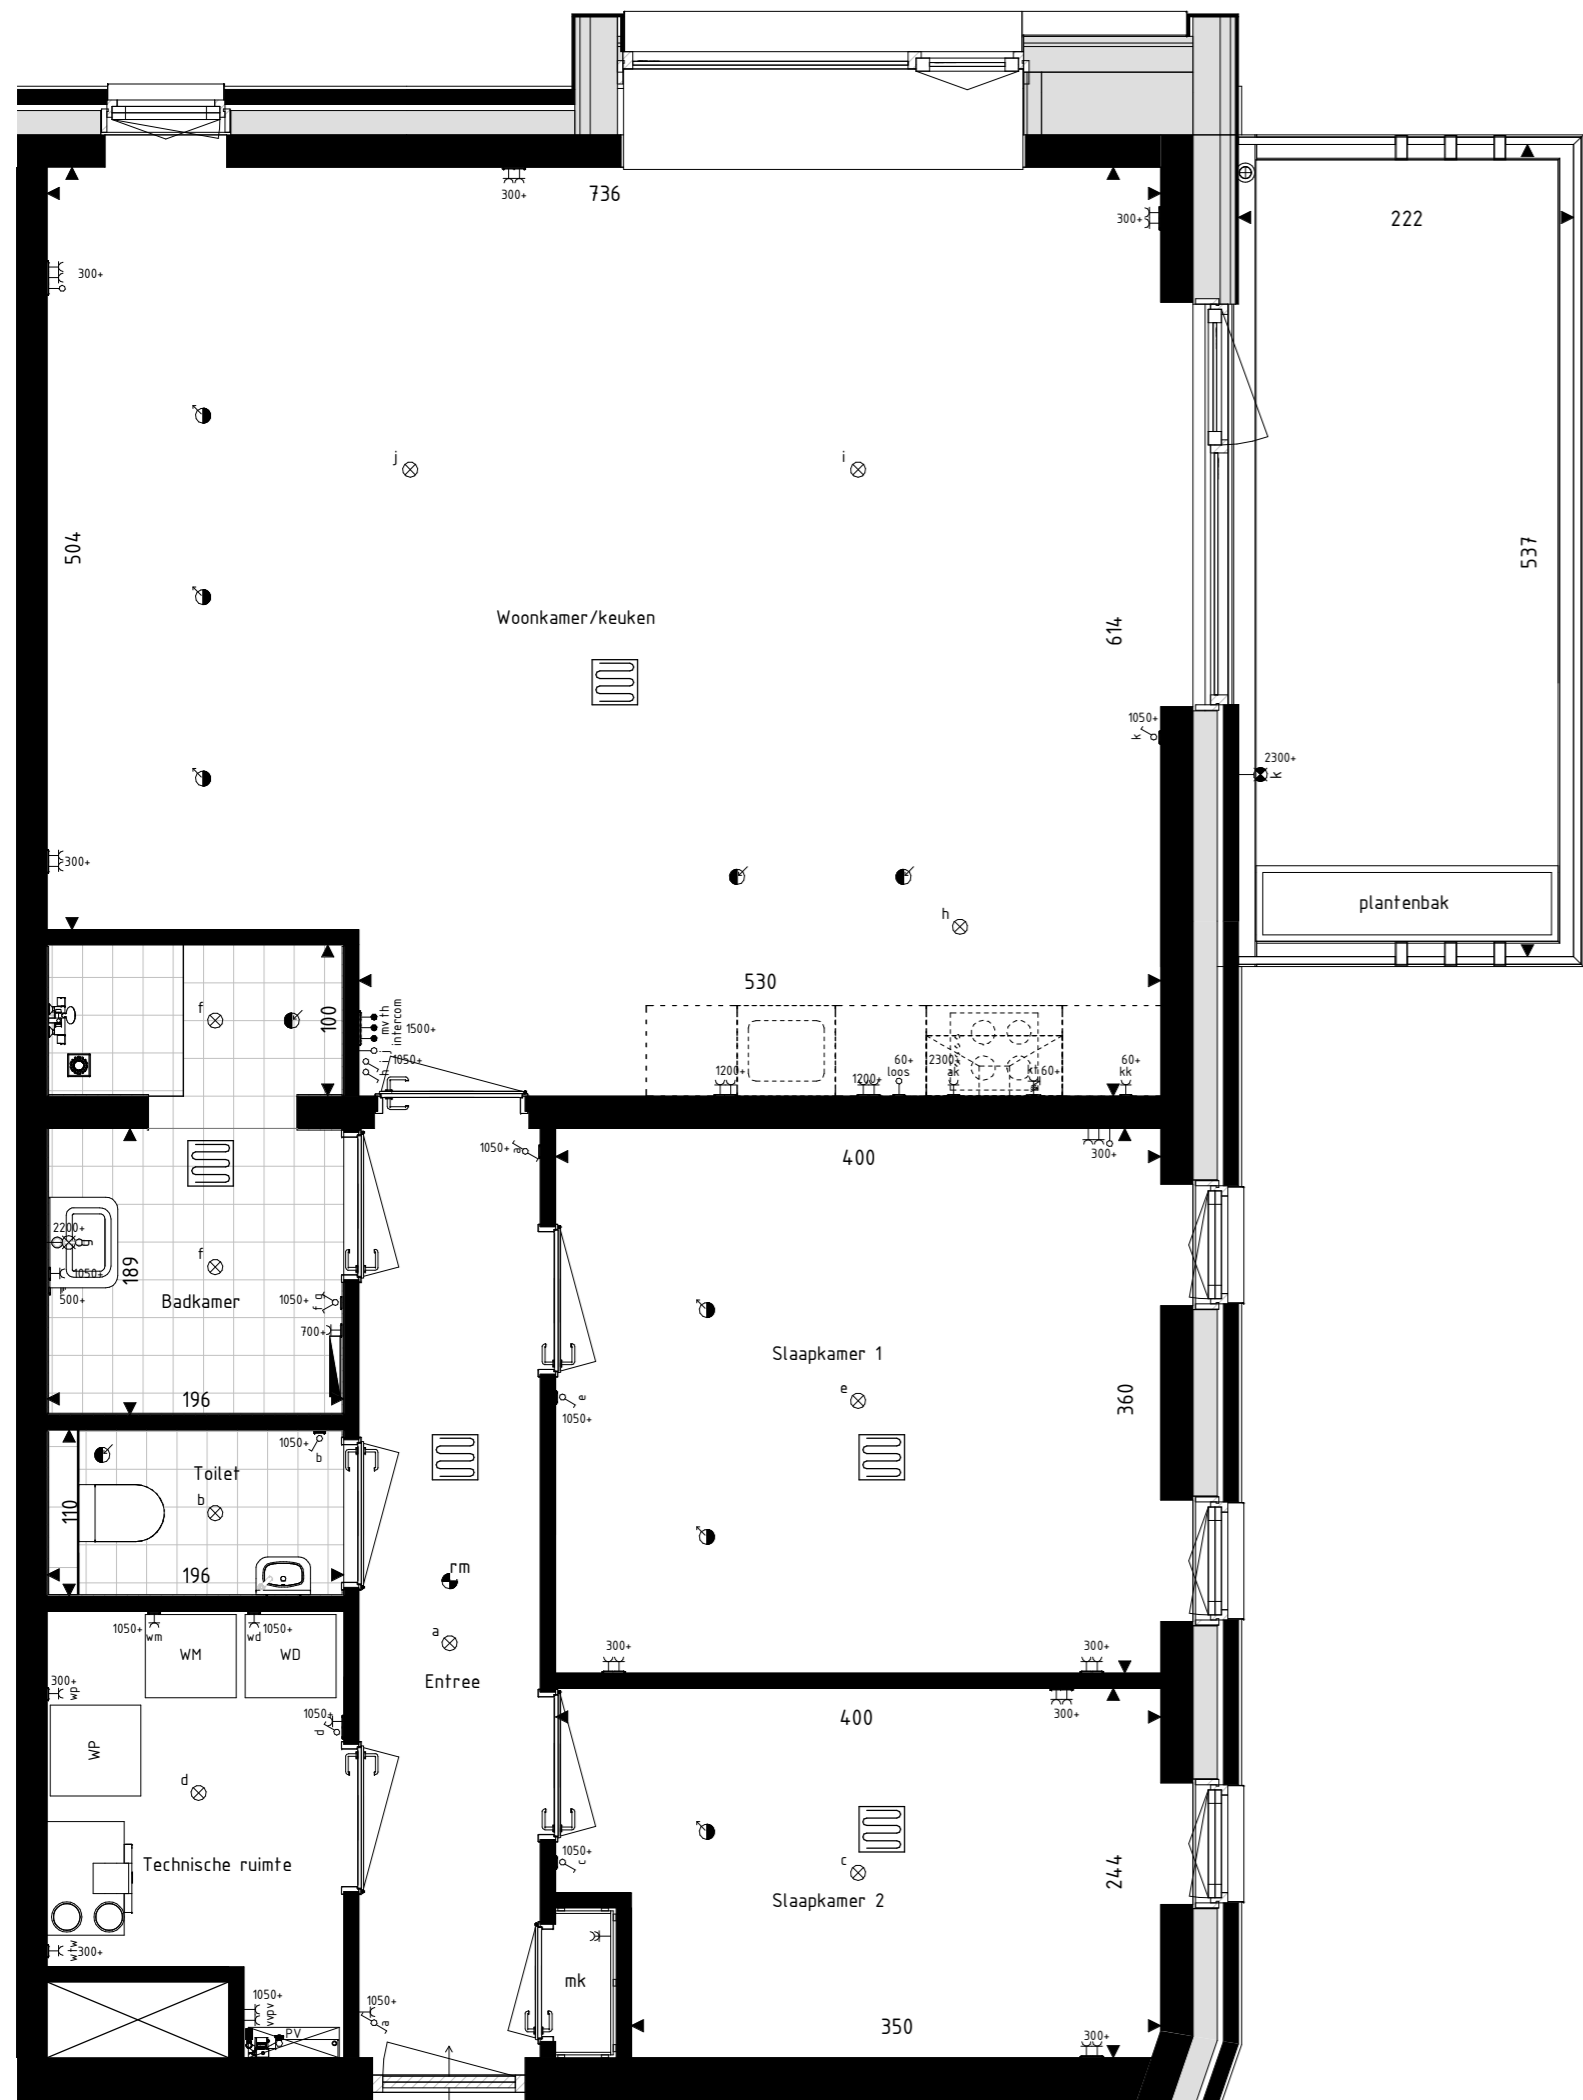 300+
736
300+
222
300+
j
i
504
537
Woonkamer/keuken
614
1050+
k
2300+
k
300+
h
plantenbak
530
f
100
mv th
intercom
1500+
1050+
h i j
1200+
1200+
60+
loos
2300+
ak
60+
60+
kk
1050+
a
400
300+
2200+
g
f
189
1050+
500+
Badkamer
1050+
f g
700+
Slaapkamer 1
e
e
1050+
360
196
1050+
b
Toilet
b
110
196
rm
a
Entree
1050+
wm
wd
1050+
WM
WD
300+
wp
WP
1050+
d
d
300+
300+
300+
400
Technische ruimte
c
1050+
c
Slaapkamer 2
244
wtw
300+
mk
1050+
vvpv
PV
1050+
a
350
300+